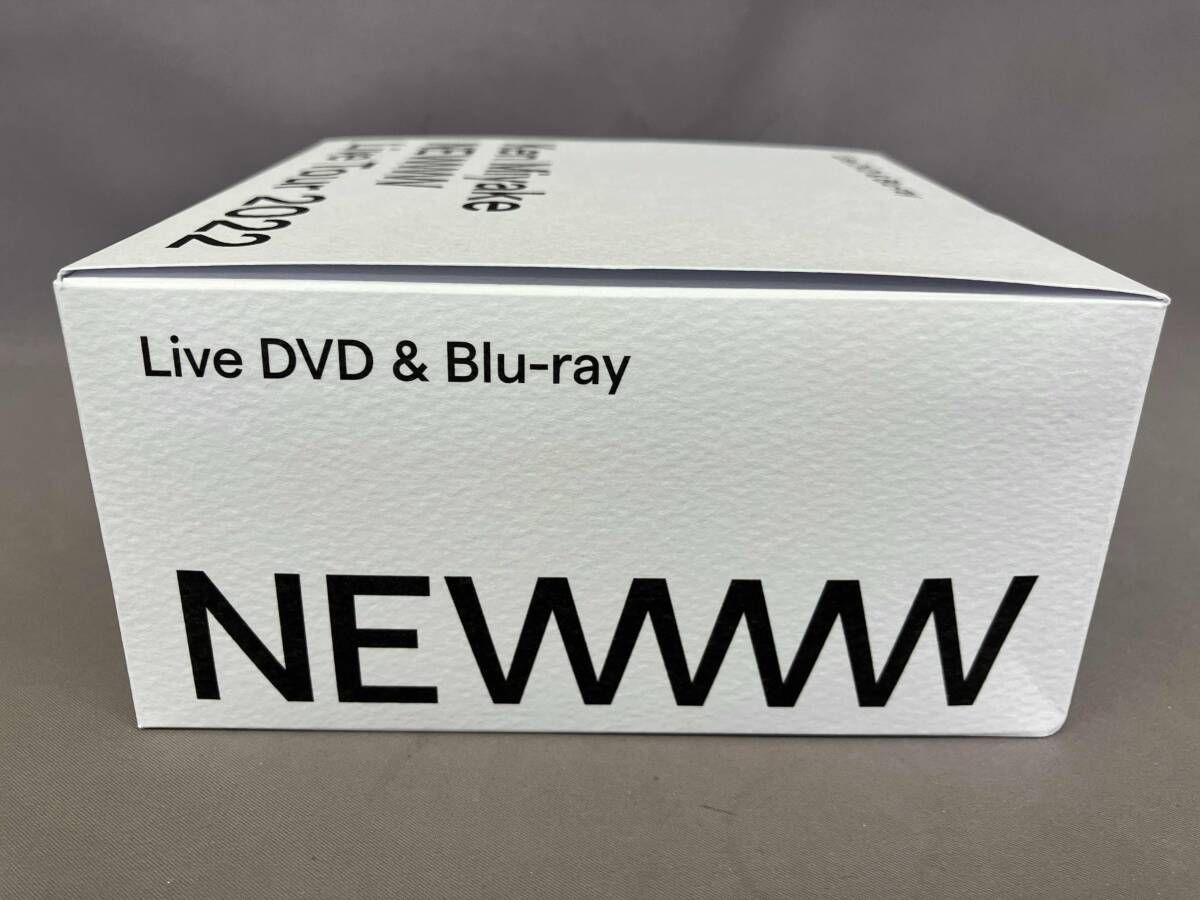 Ken Miyake
NEWWW
Live Tour 2022
Live DVD & Blu-ray
NEWWW